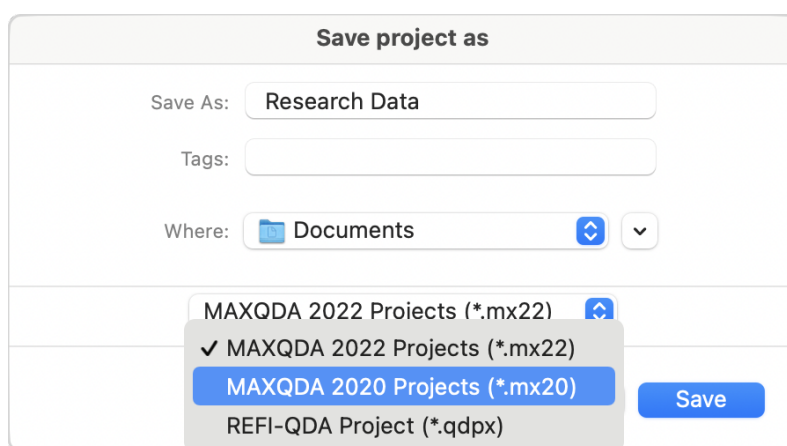 Save project as
Save As: Research Data
Tags:
Where: Documents
MAXQDA 2022 Projects (*.mx22)
✓ MAXQDA 2022 Projects (*.mx22)
MAXQDA 2020 Projects (*.mx20)
Save
REFI-QDA Project (*.qdpx)